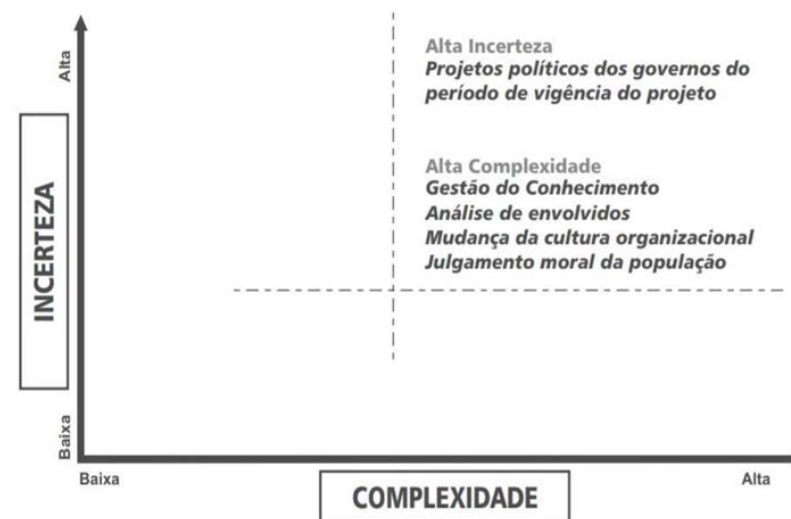 Alta
INCERTEZA
Baixa
Alta Incerteza
Projetos políticos dos governos do
período de vigência do projeto
Alta Complexidade
Gestão do Conhecimento
Análise de envolvidos
Mudança da cultura organizacional
Julgamento moral da população
Baixa
COMPLEXIDADE
Alta